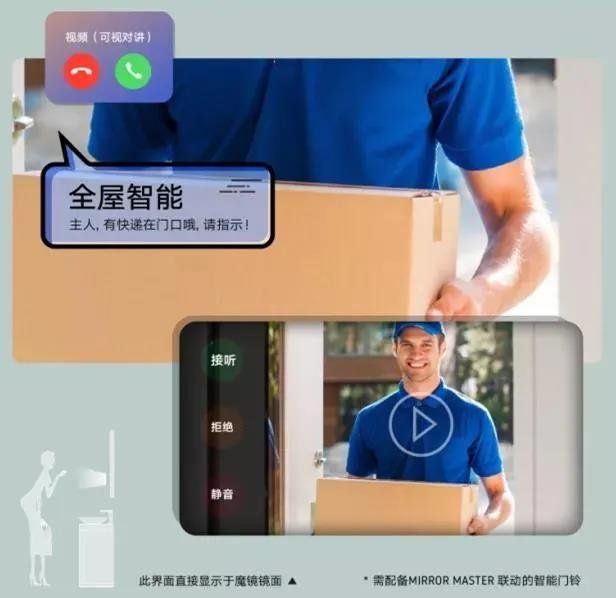 视频（可视对讲）
全屋智能
主人, 有快递在门口哦, 请指示!
接听
拒绝
静音
此界面直接显示于魔镜镜面 ▲
* 需配备MIRROR MASTER 联动的智能门铃